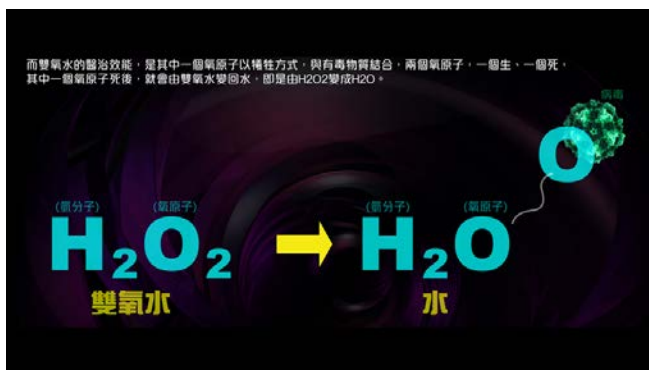 而雙氧水的醫治效能，是其中一個氧原子以犧牲方式，與有毒物質結合，兩個氧原子，一個生、一個死，
其中一個氧原子死後，就會由雙氧水變回水，即是由H2O2變成H2O。
病毒
O
(氫分子) (氧原子) (氫分子) (氧原子)
H2O2 H2O
雙氧水 水